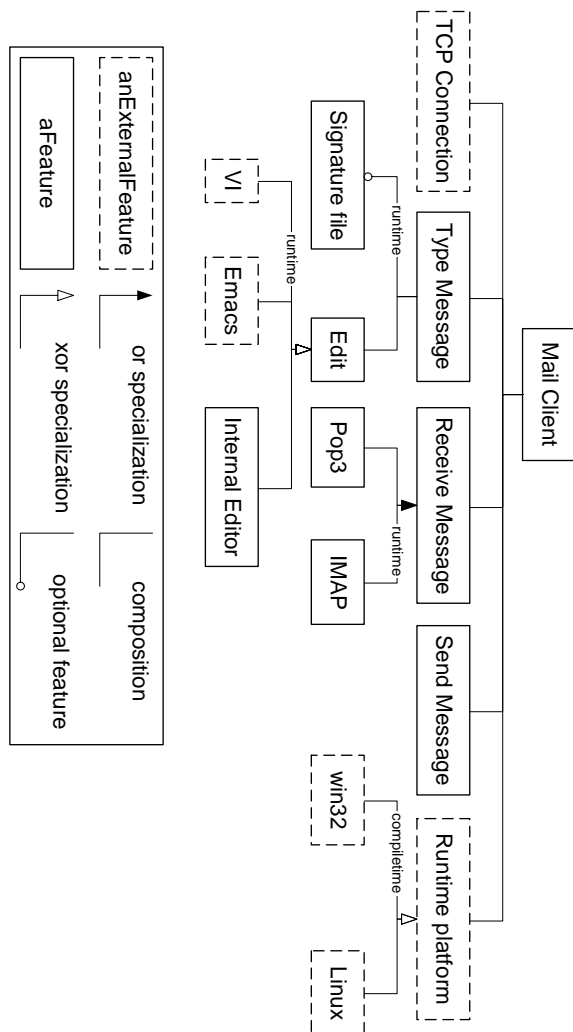 Mail Client
TCP Connection
Type Message
Receive Message
Send Message
Runtime platform
Signature file
runtime
Edit
Pop3
runtime
IMAP
win32
compiletime
Linux
VI
runtime
Emacs
Internal Editor
anExternalFeature
or specialization
composition
aFeature
xor specialization
optional feature